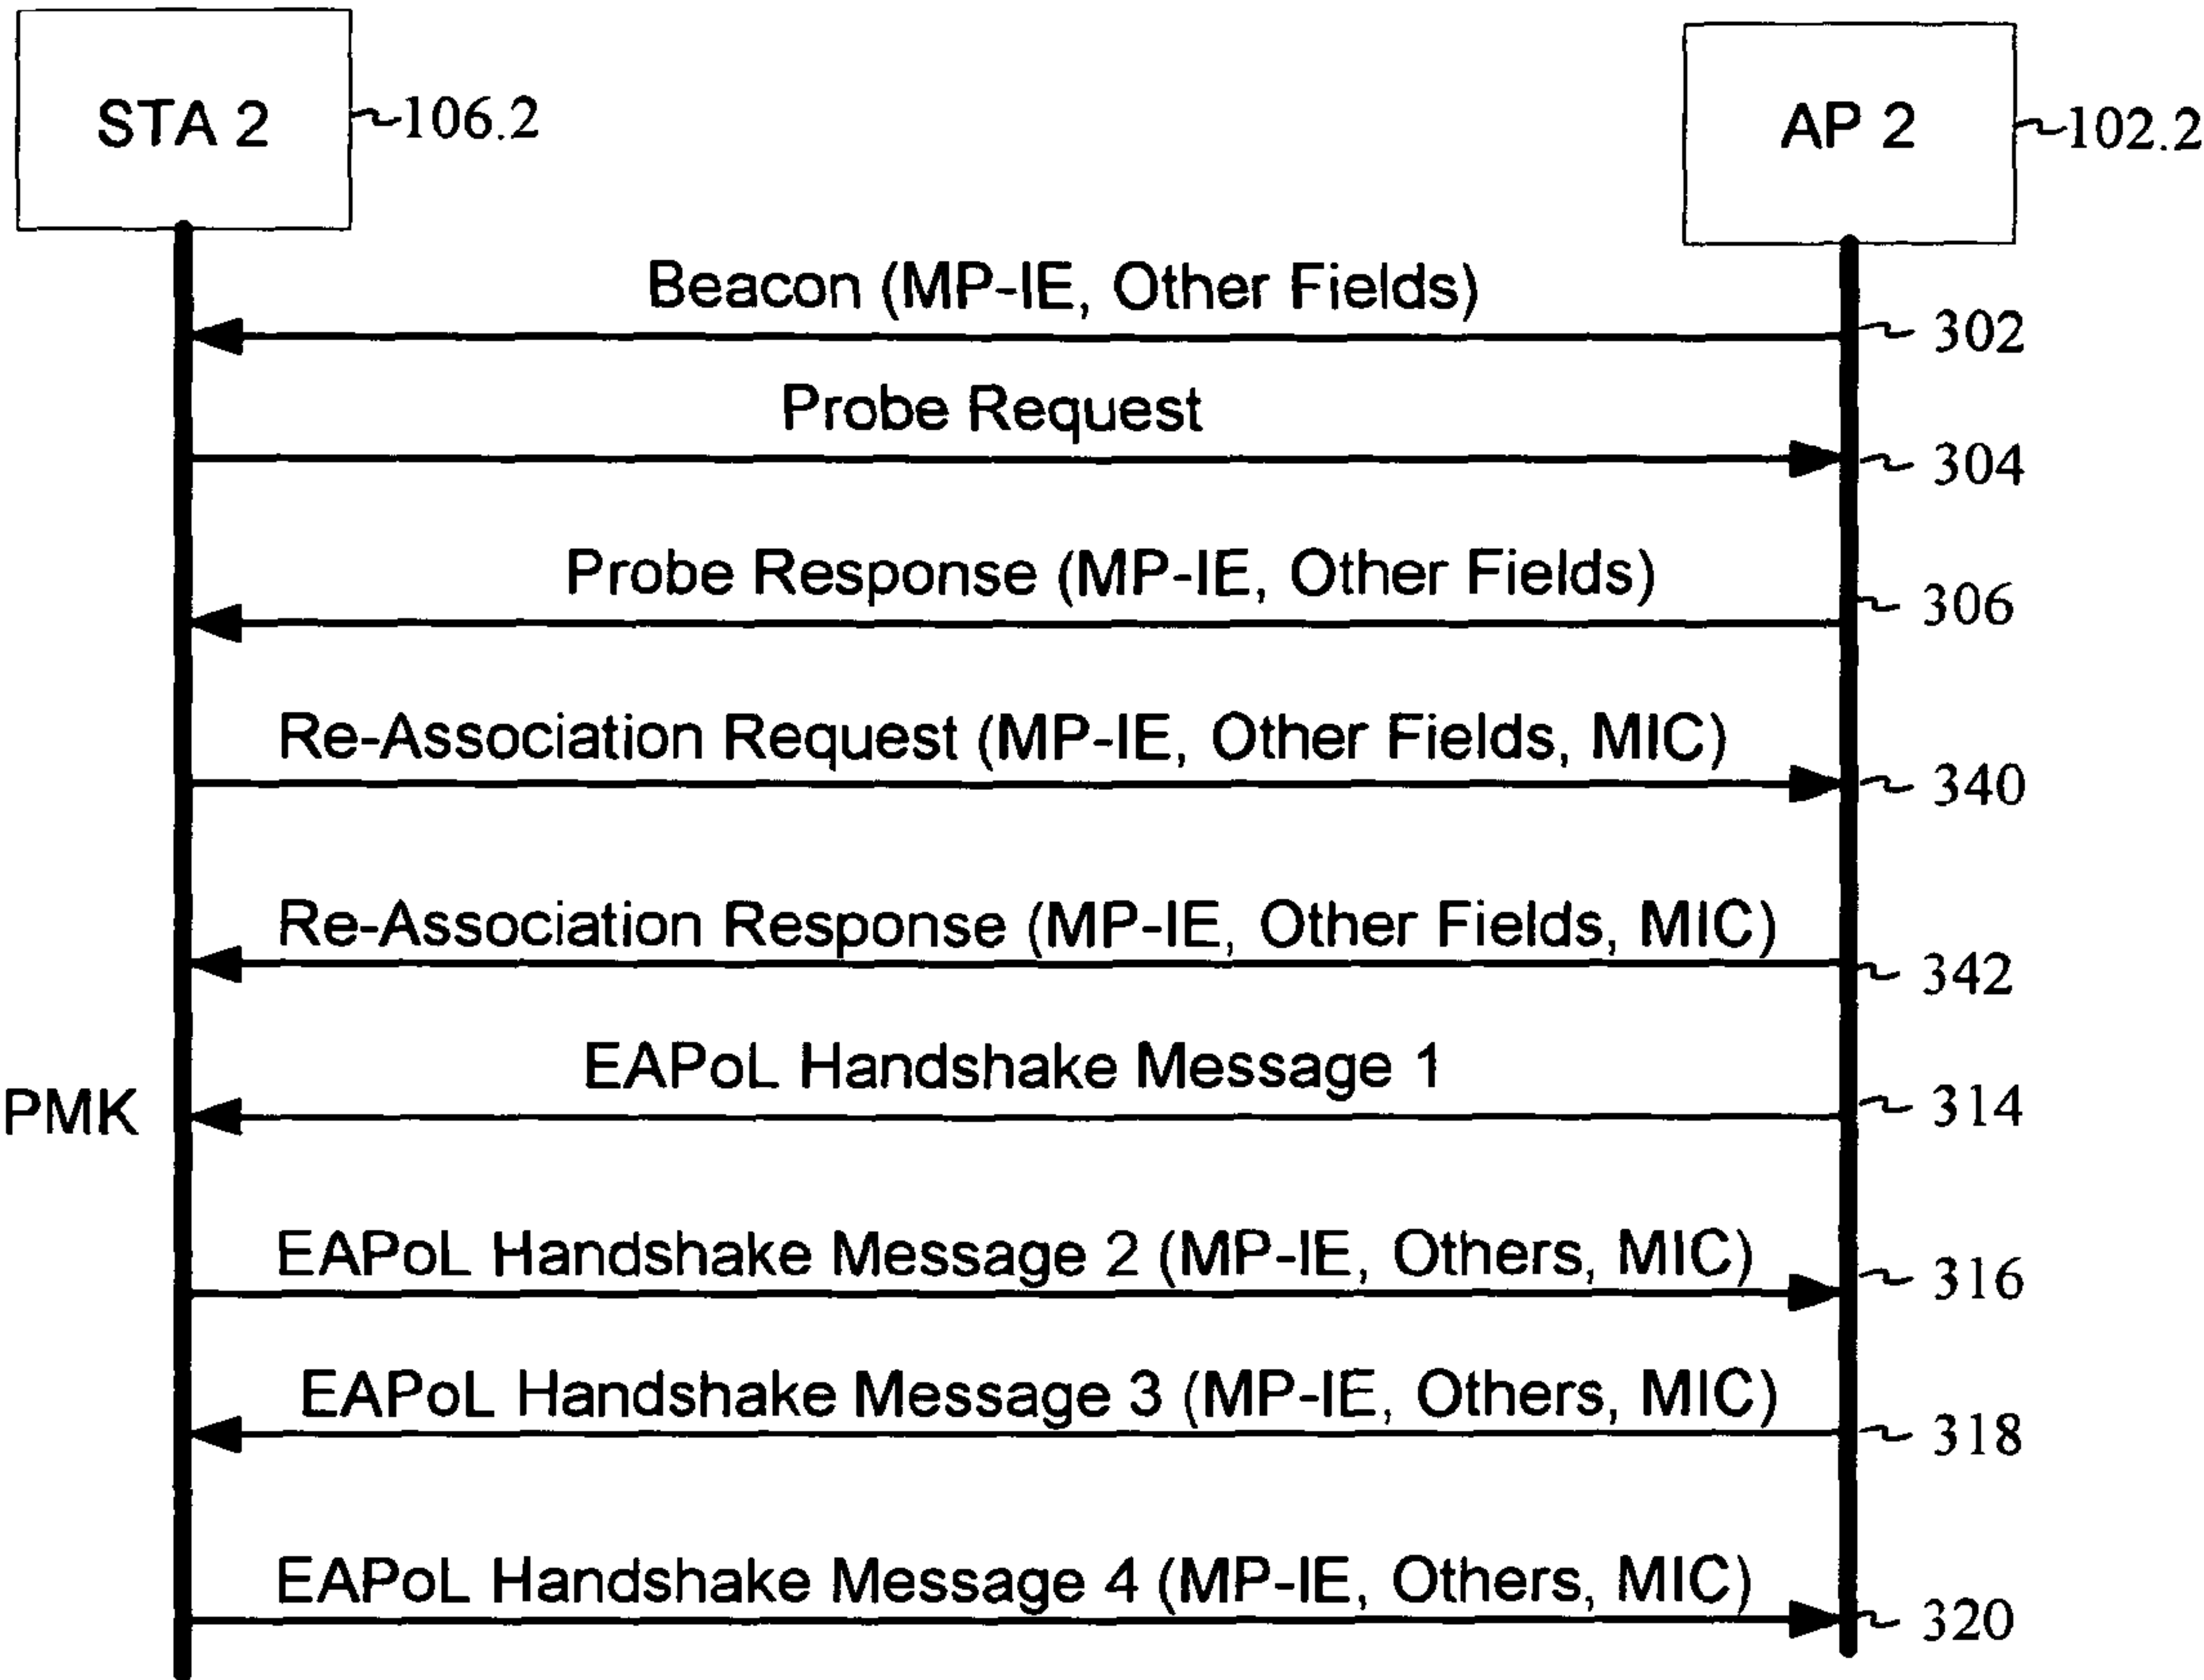 STA 2
106.2
AP 2
102.2
Beacon (MP-IE, Other Fields)
302
Probe Request
304
Probe Response (MP-IE, Other Fields)
306
Re-Association Request (MP-IE, Other Fields, MIC)
340
Re-Association Response (MP-IE, Other Fields, MIC)
342
EAPoL Handshake Message 1
PMK
314
EAPoL Handshake Message 2 (MP-IE, Others, MIC)
316
EAPoL Handshake Message 3 (MP-IE, Others, MIC)
318
EAPoL Handshake Message 4 (MP-IE, Others, MIC)
320